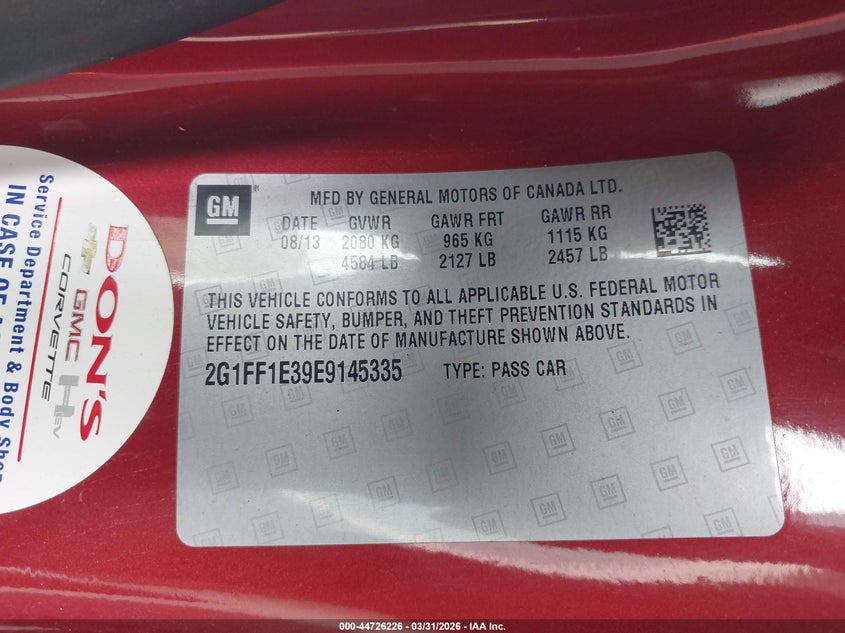 GM
MFD BY GENERAL MOTORS OF CANADA LTD.
DATE GVWR GAWR FRT GAWR RR
08/13 2080 KG 965 KG 1115 KG
4584 LB 2127 LB 2457 LB
THIS VEHICLE CONFORMS TO ALL APPLICABLE U.S. FEDERAL MOTOR
VEHICLE SAFETY, BUMPER, AND THEFT PREVENTION STANDARDS IN
EFFECT ON THE DATE OF MANUFACTURE SHOWN ABOVE.
2G1FF1E39E9145335 TYPE: PASS CAR
DON'S
GMC
EV
CORVETTE
Service Department & Body Shop
IN CASE OF
000-44726226 - 03/31/2026 - IAA Inc.